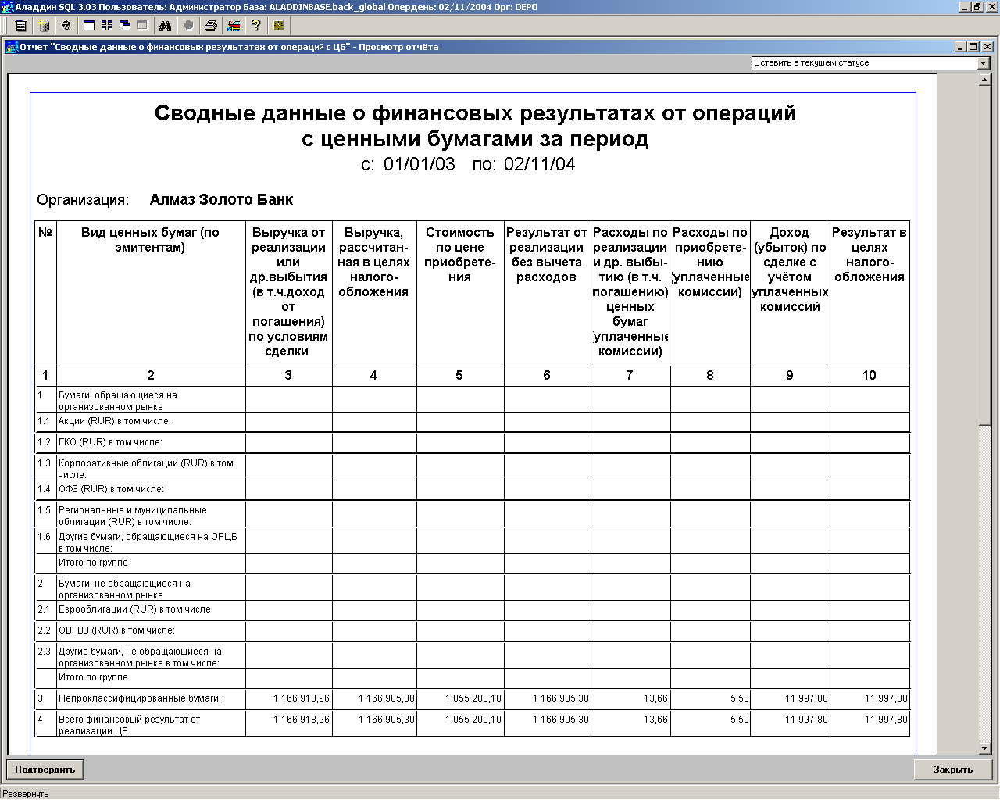 Аладдин SQL 3.03 Пользователь: Администратор База: ALADDINBASE.back_global Опердень: 02/11/2004 Орг: DEPO
Отчет "Сводные данные о финансовых результатах от операций с ЦБ" - Просмотр отчёта
Оставить в текущем статусе
Сводные данные о финансовых результатах от операций
с ценными бумагами за период
с: 01/01/03 по: 02/11/04
Организация: Алмаз Золото Банк
№
Вид ценных бумаг (по
эмитентам)
Выручка от
реализации
или
др.выбытия
(в т.ч.доход
от
погашения)
по условиям
сделки
Выручка,
рассчитан-
ная в целях
налого-
обложения
Стоимость
по цене
приобрете-
ния
Результат от
реализации
без вычета
расходов
Расходы по
реализации
и др. выбы-
тию (в т.ч.
погашению)
ценных
бумаг
(уплаченные
комиссии)
Расходы по
приобрете-
нию
(уплаченные
комиссии)
Доход
(убыток) по
сделке с
учётом
уплаченных
комиссий
Результат в
целях
налого-
обложения
1 2 3 4 5 6 7 8 9 10
1 Бумаги, обращающиеся на
организованном рынке
1.1 Акции (RUR) в том числе:
1.2 ГКО (RUR) в том числе:
1.3 Корпоративные облигации (RUR) в том
числе:
1.4 ОФЗ (RUR) в том числе:
1.5 Региональные и муниципальные
облигации (RUR) в том числе:
1.6 Другие бумаги, обращающиеся на ОРЦБ
в том числе:
Итого по группе
2 Бумаги, не обращающиеся на
организованном рынке
2.1 Еврооблигации (RUR) в том числе:
2.2 ОВГВЗ (RUR) в том числе:
2.3 Другие бумаги, не обращающиеся на
организованном рынке в том числе:
Итого по группе
3 Непроклассифицированные бумаги: 1 166 918,96 1 166 905,30 1 055 200,10 1 166 905,30 13,66 5,50 11 997,80 11 997,80
4 Всего финансовый результат от 1 166 918,96 1 166 905,30 1 055 200,10 1 166 905,30 13,66 5,50 11 997,80 11 997,80
реализации ЦБ
Подтвердить
Закрыть
Развернуть